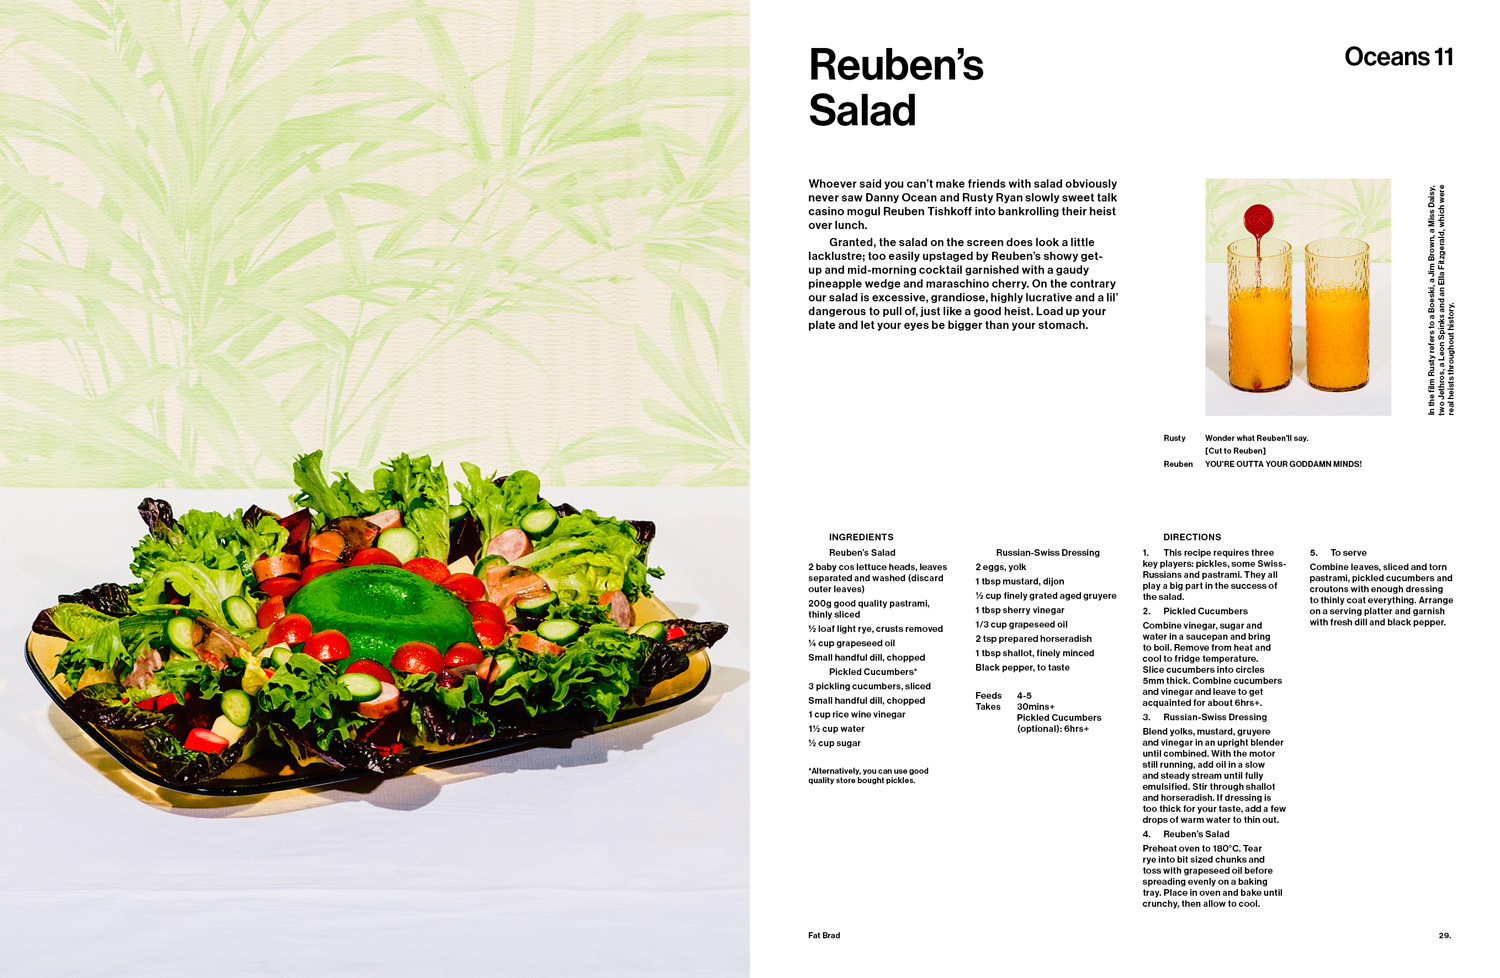 Reuben's
Salad
Oceans 11
Whoever said you can't make friends with salad obviously
never saw Danny Ocean and Rusty Ryan slowly sweet talk
casino mogul Reuben Tishkoff into bankrolling their heist
over lunch.
Granted, the salad on the screen does look a little
lacklustre; too easily upstaged by Reuben's showy get-
up and mid-morning cocktail garnished with a gaudy
pineapple wedge and maraschino cherry. On the contrary
our salad is excessive, grandiose, highly lucrative and a lil'
dangerous to pull of, just like a good heist. Load up your
plate and let your eyes be bigger than your stomach.
In the film Rusty refers to a Boeski, a Jim Brown, a Miss Daisy,
two Jethros, a Leon Spinks and an Ella Fitzgerald, which were
real heists throughout history.
Rusty Wonder what Reuben'll say.
[Cut to Reuben]
Reuben YOU'RE OUTTA YOUR GODDAMN MINDS!
INGREDIENTS
Reuben's Salad
2 baby cos lettuce heads, leaves
separated and washed (discard
outer leaves)
200g good quality pastrami,
thinly sliced
½ loaf light rye, crusts removed
¼ cup grapeseed oil
Small handful dill, chopped
Pickled Cucumbers*
3 pickling cucumbers, sliced
Small handful dill, chopped
1 cup rice wine vinegar
1½ cup water
½ cup sugar
*Alternatively, you can use good
quality store bought pickles.
Russian-Swiss Dressing
2 eggs, yolk
1 tbsp mustard, dijon
½ cup finely grated aged gruyere
1 tbsp sherry vinegar
1/3 cup grapeseed oil
2 tsp prepared horseradish
1 tbsp shallot, finely minced
Black pepper, to taste
Feeds 4-5
Takes 30mins+
Pickled Cucumbers
(optional): 6hrs+
DIRECTIONS
1. This recipe requires three
key players: pickles, some Swiss-
Russians and pastrami. They all
play a big part in the success of
the salad.
2. Pickled Cucumbers
Combine vinegar, sugar and
water in a saucepan and bring
to boil. Remove from heat and
cool to fridge temperature.
Slice cucumbers into circles
5mm thick. Combine cucumbers
and vinegar and leave to get
acquainted for about 6hrs+.
3. Russian-Swiss Dressing
Blend yolks, mustard, gruyere
and vinegar in an upright blender
until combined. With the motor
still running, add oil in a slow
and steady stream until fully
emulsified. Stir through shallot
and horseradish. If dressing is
too thick for your taste, add a few
drops of warm water to thin out.
4. Reuben's Salad
Preheat oven to 180°C. Tear
rye into bit sized chunks and
toss with grapeseed oil before
spreading evenly on a baking
tray. Place in oven and bake until
crunchy, then allow to cool.
5. To serve
Combine leaves, sliced and torn
pastrami, pickled cucumbers and
croutons with enough dressing
to thinly coat everything. Arrange
on a serving platter and garnish
with fresh dill and black pepper.
Fat Brad
29.